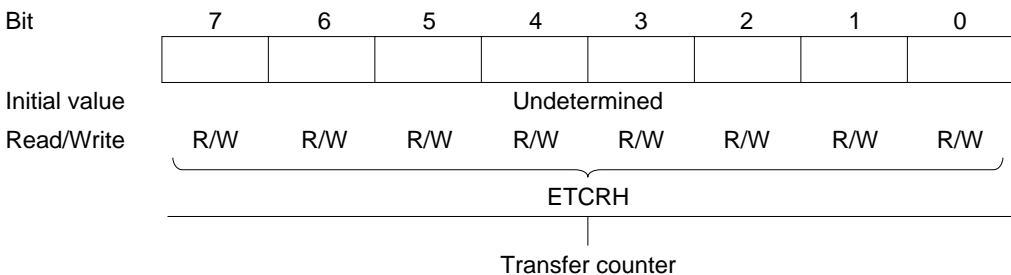 Bit 7 6 5 4 3 2 1 0
Initial value Undetermined
Read/Write R/W R/W R/W R/W R/W R/W R/W R/W
ETCRH
Transfer counter